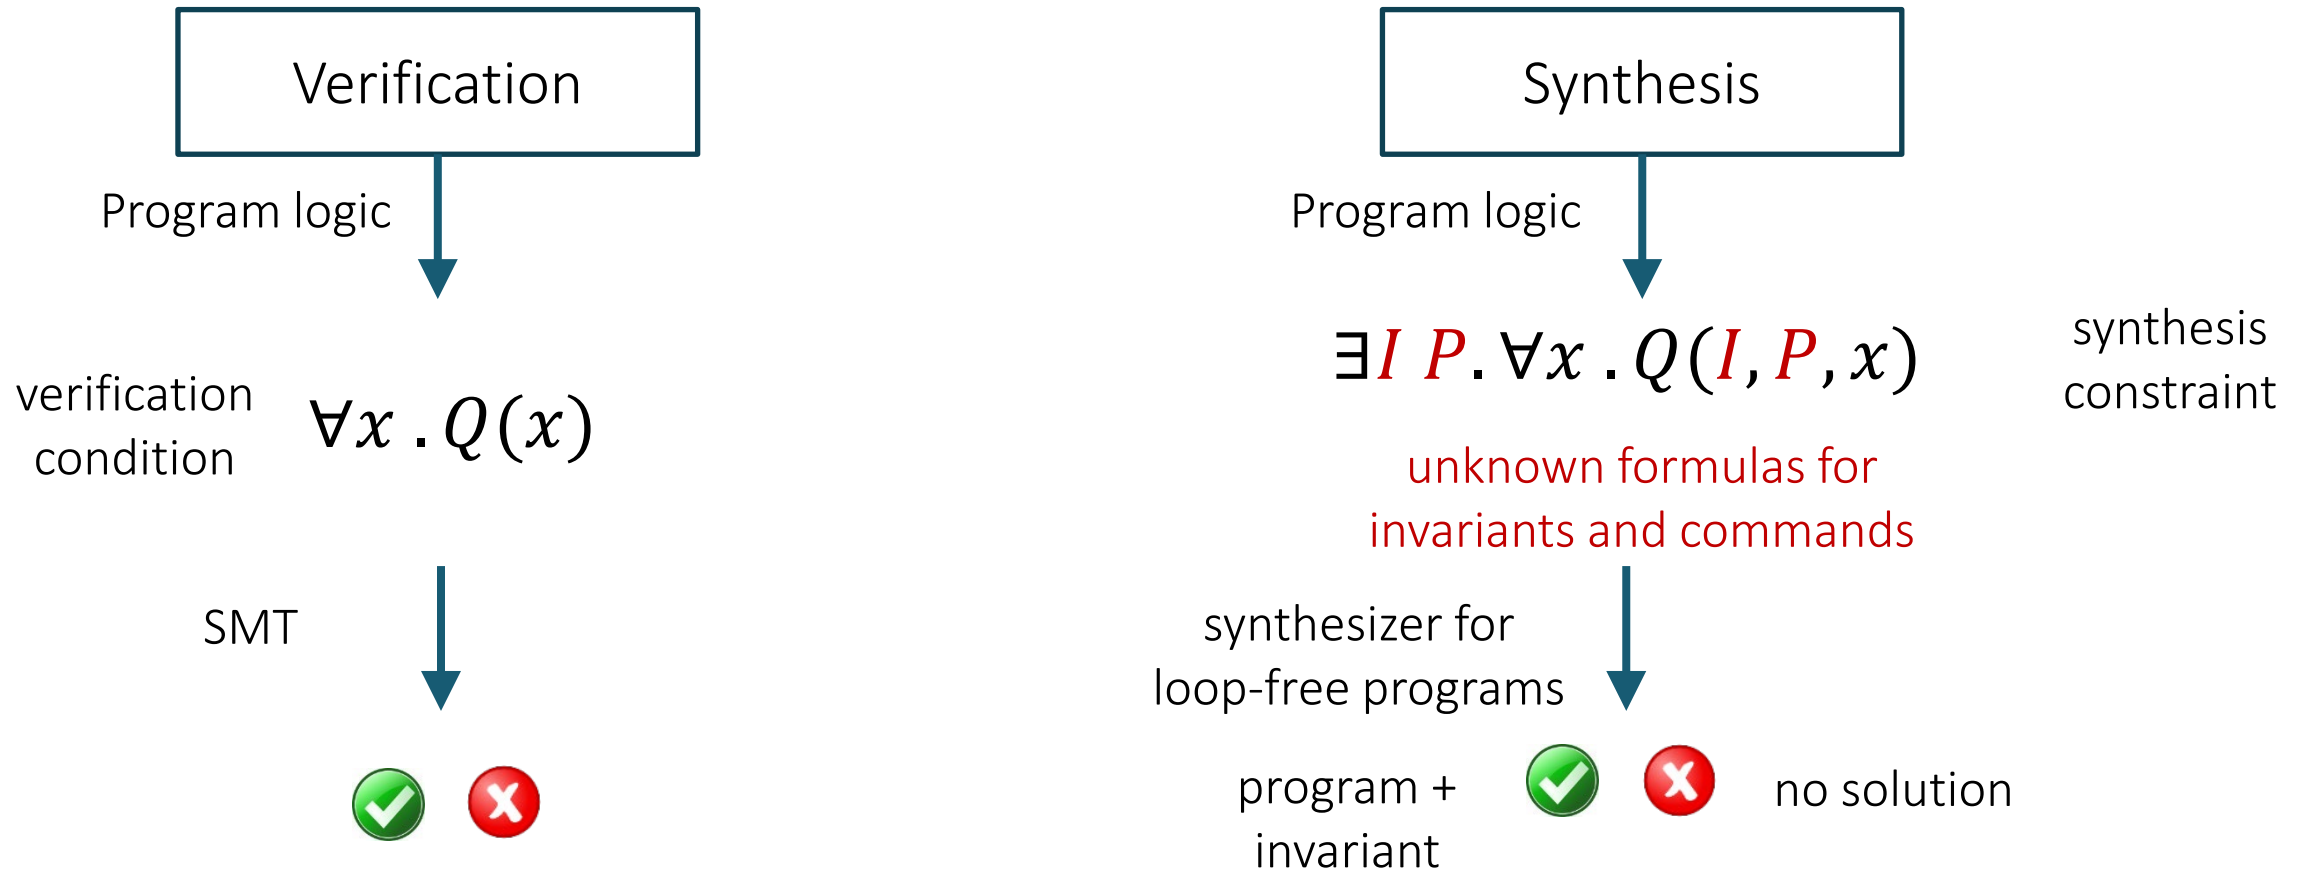 Verification
Program logic
verification
condition
∀x . Q(x)
SMT
Synthesis
Program logic
∃I P. ∀x . Q(I, P, x)
synthesis
constraint
unknown formulas for
invariants and commands
synthesizer for
loop-free programs
program +
invariant
no solution